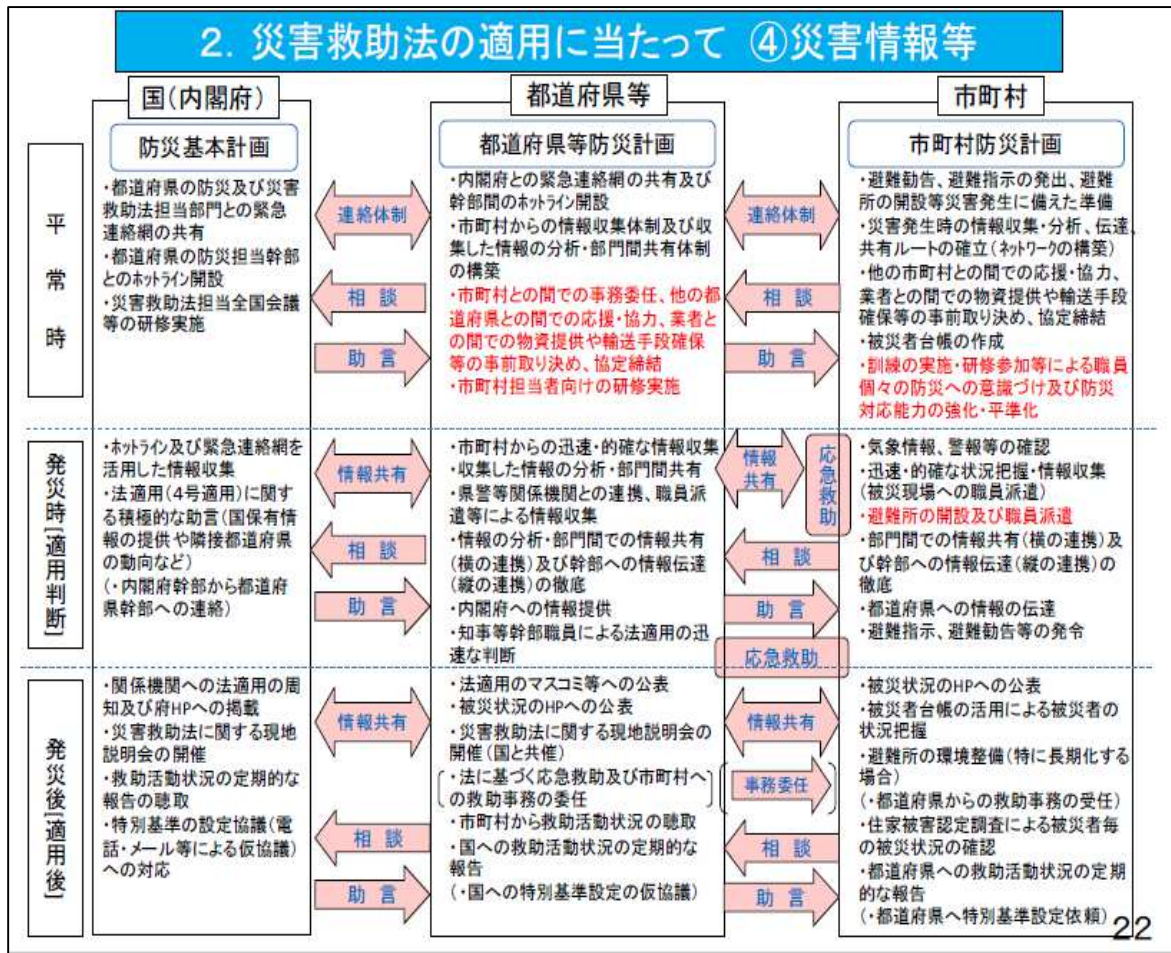 2．災害救助法の適用に当たって ④災害情報等
国(内閣府)
都道府県等
市町村
平常時
防災基本計画
・都道府県の防災及び災害
救助法担当部門との緊急
連絡網の共有
・都道府県の防災担当幹部
とのホットライン開設
・災害救助法担当全国会議
等の研修実施
連絡体制
相談
助言
都道府県等防災計画
・内閣府との緊急連絡網の共有及び
幹部間のホットライン開設
・市町村からの情報収集体制及び収
集した情報の分析・部門間共有体制
の構築
・市町村との間での事務委任、他の都
道府県との間での応援・協力、業者と
の間での物資提供や輸送手段確保
等の事前取り決め、協定締結
・市町村担当者向けの研修実施
連絡体制
相談
助言
市町村防災計画
・避難勧告、避難指示の発出、避難
所の開設等災害発生に備えた準備
・災害発生時の情報収集・分析、伝達、
共有ルートの確立(ネットワークの構築)
・他の市町村との間での応援・協力、
業者との間での物資提供や輸送手段
確保等の事前取り決め、協定締結
・被災者台帳の作成
・訓練の実施・研修参加等による職員
個々の防災への意識づけ及び防災
対応能力の強化・平準化
発災時[適用判断]
・ホットライン及び緊急連絡網を
活用した情報収集
・法適用(4号適用)に関す
る積極的な助言(国保有情
報の提供や隣接都道府県
の動向など)
(・内閣府幹部から都道府
県幹部への連絡)
情報共有
相談
助言
・市町村からの迅速・的確な情報収集
・収集した情報の分析・部門間共有
・県警等関係機関との連携、職員派
遣等による情報収集
・情報の分析・部門間での情報共有
(横の連携)及び幹部への情報伝達
(縦の連携)の徹底
・内閣府への情報提供
・知事等幹部職員による法適用の迅
速な判断
情報
共有
応急救助
相談
助言
応急救助
・気象情報、警報等の確認
・迅速・的確な状況把握・情報収集
(被災現場への職員派遣)
・避難所の開設及び職員派遣
・部門間での情報共有(横の連携)及
び幹部への情報伝達(縦の連携)の
徹底
・都道府県への情報の伝達
・避難指示、避難勧告等の発令
発災後[適用後]
・関係機関への法適用の周
知及び府HPへの掲載
・災害救助法に関する現地
説明会の開催
・救助活動状況の定期的な
報告の聴取
・特別基準の設定協議(電
話・メール等による仮協議)
への対応
情報共有
相談
助言
・法適用のマスコミ等への公表
・被災状況のHPへの公表
・災害救助法に関する現地説明会の
開催(国と共催)
・法に基づく応急救助及び市町村へ
の救助事務の委任
・市町村から救助活動状況の聴取
・国への救助活動状況の定期的な
報告
(・国への特別基準設定の仮協議)
情報共有
事務委任
相談
助言
・被災状況のHPへの公表
・被災者台帳の活用による被災者の
状況把握
・避難所の環境整備(特に長期化する
場合)
(・都道府県からの救助事務の受任)
・住家被害認定調査による被災者毎
の被災状況の確認
・都道府県への救助活動状況の定期
的な報告
(・都道府県へ特別基準設定依頼)
22